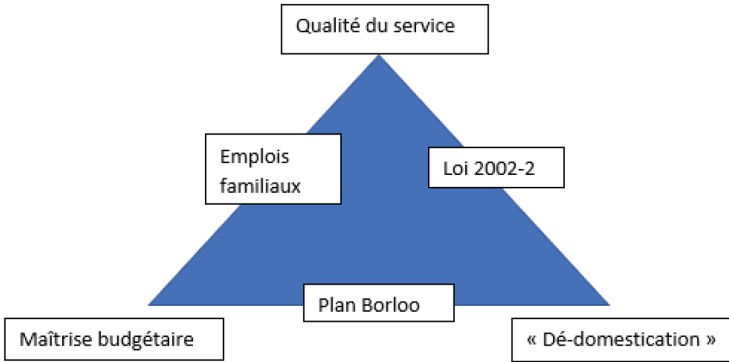 Qualité du service
Emplois
familiaux
Loi 2002-2
Plan Borloo
Maîtrise budgétaire
« Dé-domestication »